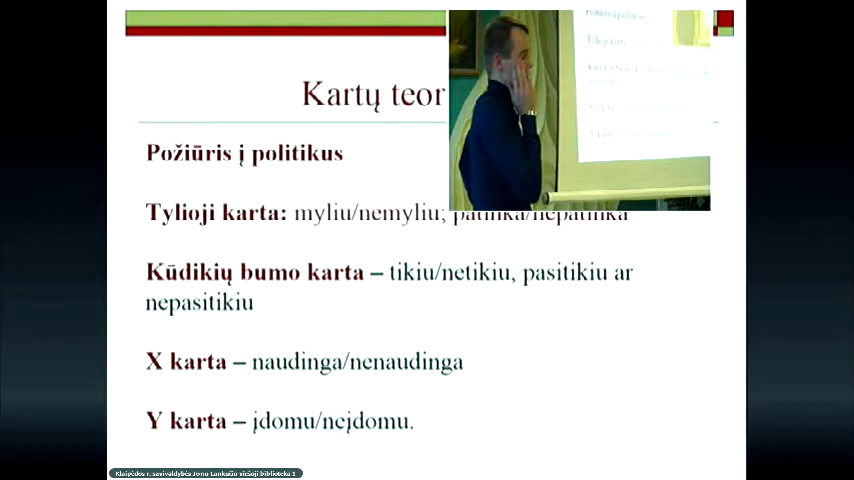 Kartų teor
Požiūris į politikus
Tylioji karta: myliu/nemyliu; patinka/nepatinka
Kūdikių bumo karta – tikiu/netikiu, pasitikiu ar
nepasitikiu
X karta – naudinga/nenaudinga
Y karta – įdomu/neįdomu.
Klaipėdos r. savivaldybės Jono Lankučio viešoji biblioteka 1